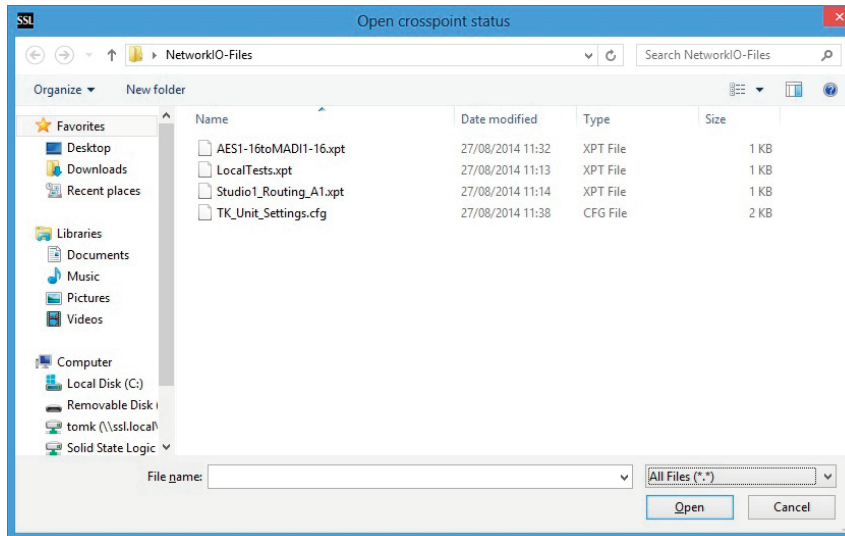 SSL Open crosspoint status
NetworkIO-Files Search NetworkIO-Files
Organize New folder
Name Date modified Type Size
Favorites
Desktop
Downloads
Recent places
Libraries
Documents
Music
Pictures
Videos
Computer
Local Disk (C:)
Removable Disk (
tomk (\\ssl.local\
Solid State Logic
AES1-16toMADI1-16.xpt 27/08/2014 11:32 XPT File 1 KB
LocalTests.xpt 27/08/2014 11:13 XPT File 1 KB
Studio1_Routing_A1.xpt 27/08/2014 11:14 XPT File 1 KB
TK_Unit_Settings.cfg 27/08/2014 11:38 CFG File 2 KB
File name: All Files (*.*)
Open Cancel